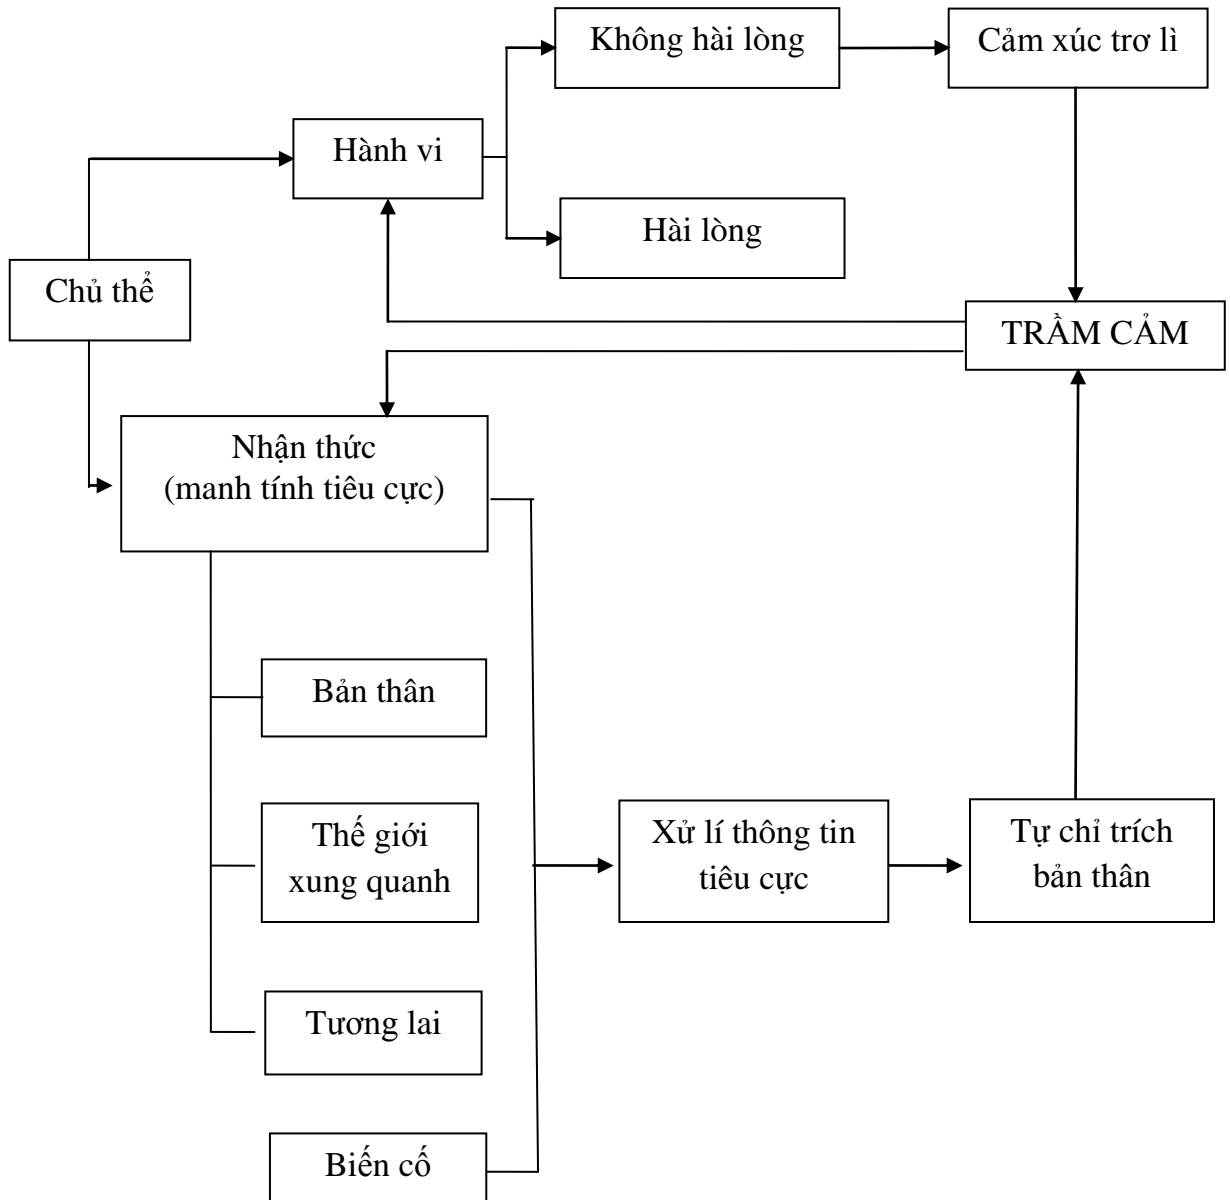 Không hài lòng
Cảm xúc trơ lì
Hành vi
Hài lòng
Chủ thể
TRẦM CẢM
Nhận thức
(manh tính tiêu cực)
Bản thân
Thế giới
xung quanh
Xử lí thông tin
tiêu cực
Tự chỉ trích
bản thân
Tương lai
Biến cố